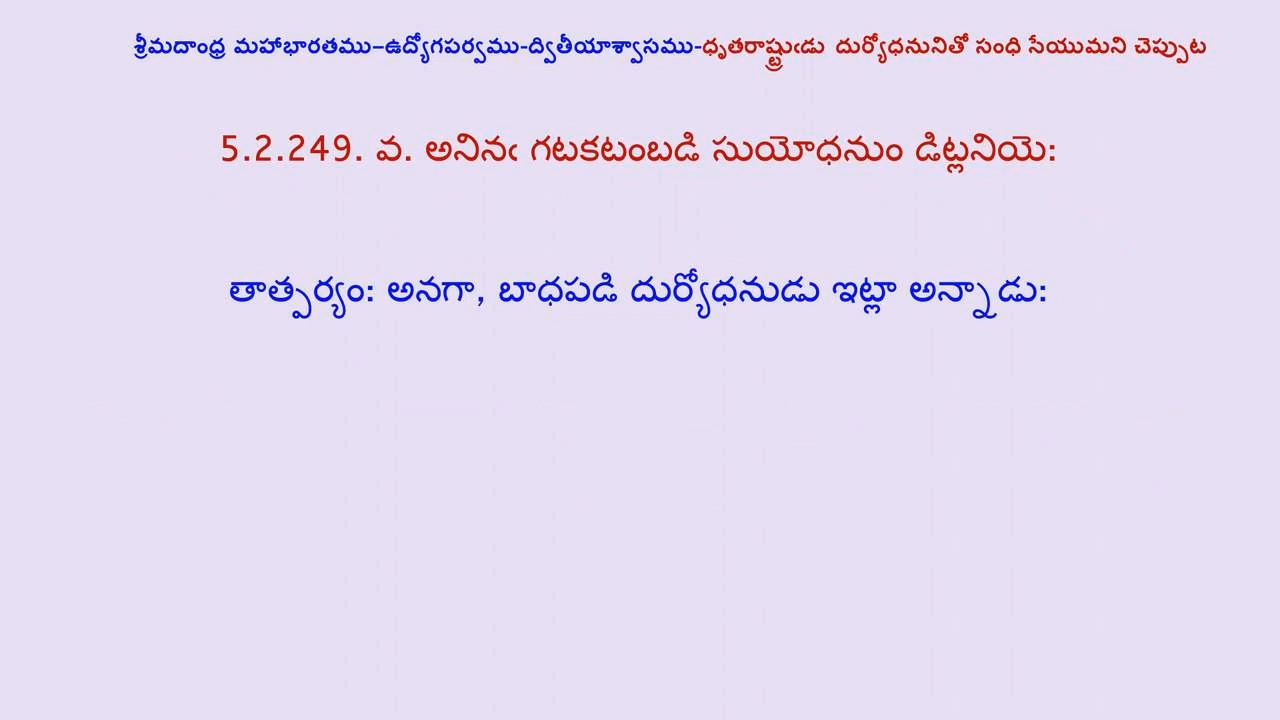 శ్రీమదాంధ్ర మహాభారతము–ఉద్యోగపర్వము-ద్వితీయాశ్వాసము-ధృతరాష్ట్రుఁడు దుర్యోధనునితో సంధి సేయుమని చెప్పుట
5.2.249. వ. అనినఁ గటకటంబడి సుయోధనుం డిట్లనియె:
తాత్పర్యం: అనగా, బాధపడి దుర్యోధనుడు ఇట్లా అన్నాడు: